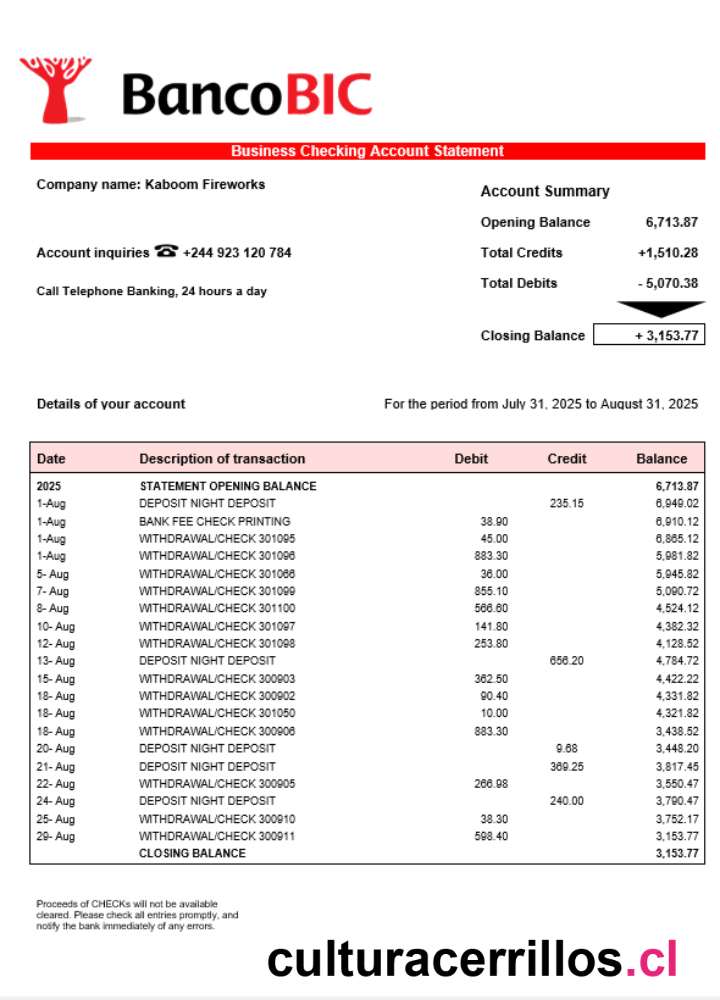 BancoBIC
Business Checking Account Statement
Company name: Kaboom Fireworks
Account inquiries ☎ +244 923 120 784
Call Telephone Banking, 24 hours a day
Account Summary
Opening Balance 6,713.87
Total Credits +1,510.28
Total Debits - 5,070.38
Closing Balance + 3,153.77
Details of your account For the period from July 31, 2025 to August 31, 2025
Date Description of transaction Debit Credit Balance
2025 STATEMENT OPENING BALANCE 6,713.87
1-Aug DEPOSIT NIGHT DEPOSIT 235.15 6,949.02
1-Aug BANK FEE CHECK PRINTING 38.90 6,910.12
1-Aug WITHDRAWAL/CHECK 301095 45.00 6,865.12
1-Aug WITHDRAWAL/CHECK 301096 883.30 5,981.82
5- Aug WITHDRAWAL/CHECK 301066 36.00 5,945.82
7- Aug WITHDRAWAL/CHECK 301099 855.10 5,090.72
8- Aug WITHDRAWAL/CHECK 301100 566.60 4,524.12
10- Aug WITHDRAWAL/CHECK 301097 141.80 4,382.32
12- Aug WITHDRAWAL/CHECK 301098 253.80 4,128.52
13- Aug DEPOSIT NIGHT DEPOSIT 656.20 4,784.72
15- Aug WITHDRAWAL/CHECK 300903 362.50 4,422.22
18- Aug WITHDRAWAL/CHECK 300902 90.40 4,331.82
18- Aug WITHDRAWAL/CHECK 301050 10.00 4,321.82
18- Aug WITHDRAWAL/CHECK 300906 883.30 3,438.52
20- Aug DEPOSIT NIGHT DEPOSIT 9.68 3,448.20
21- Aug DEPOSIT NIGHT DEPOSIT 369.25 3,817.45
22- Aug WITHDRAWAL/CHECK 300905 266.98 3,550.47
24- Aug DEPOSIT NIGHT DEPOSIT 240.00 3,790.47
25- Aug WITHDRAWAL/CHECK 300910 38.30 3,752.17
29- Aug WITHDRAWAL/CHECK 300911 598.40 3,153.77
CLOSING BALANCE 3,153.77
Proceeds of CHECKs will not be available
cleared. Please check all entries promptly, and
notify the bank immediately of any errors.
culturacerrillos.cl